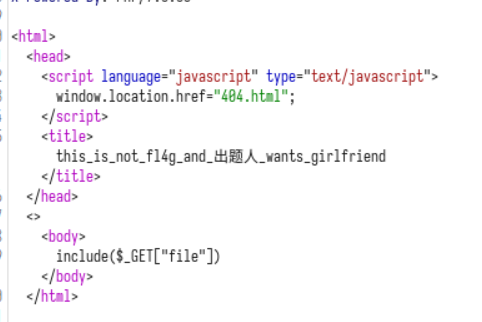 <html>
<head>
<script language="javascript" type="text/javascript">
window.location.href="404.html";
</script>
<title>
this_is_not_fl4g_and_出题人_wants_girlfriend
</title>
</head>
<>
<body>
include($_GET["file"])
</body>
</html>